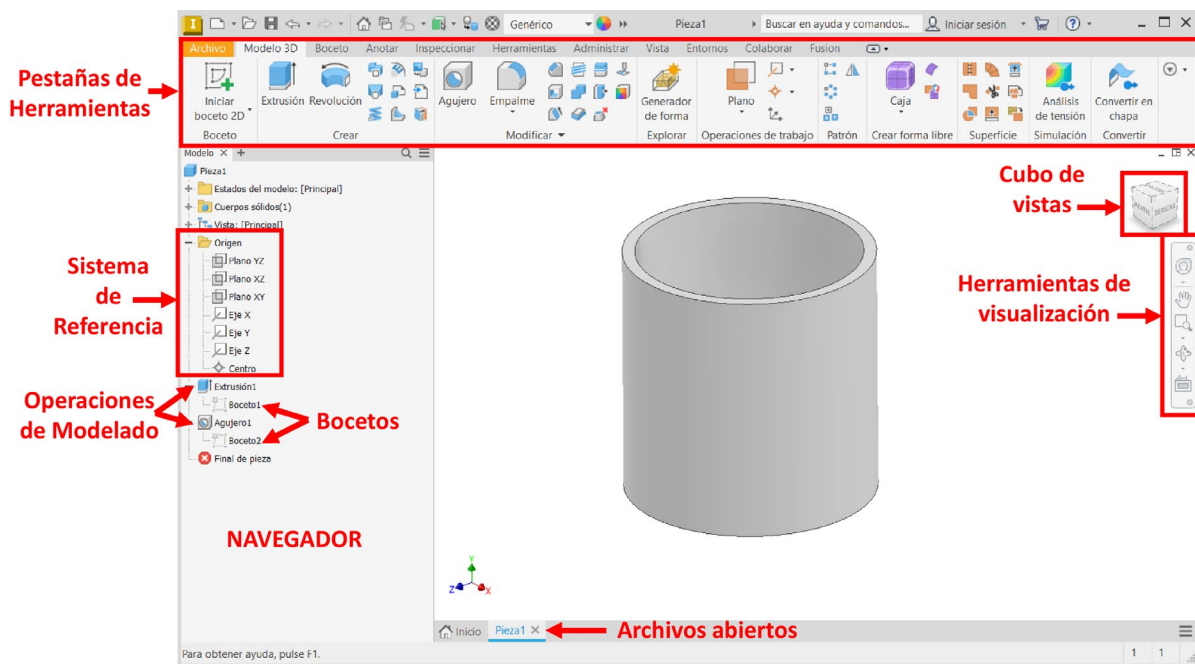 Genérico
Pieza1
Buscar en ayuda y comandos...
Iniciar sesión
Archivo Modelo 3D Boceto Anotar Inspeccionar Herramientas Administrar Vista Entornos Colaborar Fusion
Pestañas de
Herramientas
Iniciar
boceto 2D
Extrusión Revolución
Agujero Empalme
Generador
de forma
Plano
Caja
Análisis
de tensión
Convertir en
chapa
Boceto Crear Modificar Explorar Operaciones de trabajo Patrón Crear forma libre Superficie Simulación Convertir
Modelo
Pieza1
Estados del modelo: [Principal]
Cuerpos sólidos(1)
Vista: [Principal]
Origen
Plano YZ
Plano XZ
Plano XY
Eje X
Eje Y
Eje Z
Centro
Extrusión1
Boceto1
Agujero1
Boceto2
Final de pieza
Sistema
de
Referencia
Operaciones
de Modelado
Bocetos
NAVEGADOR
Cubo de
vistas
DERECHA
Herramientas de
visualización
Y
Z
X
Inicio Pieza1
Archivos abiertos
Para obtener ayuda, pulse F1.
1 1